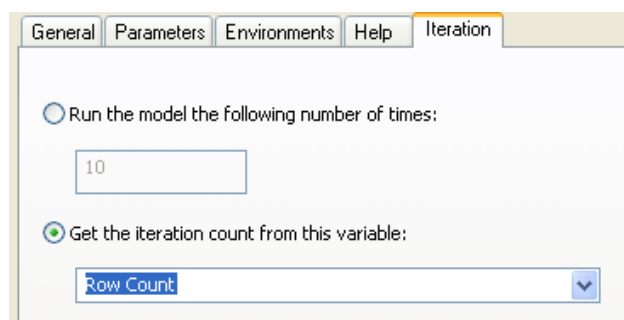 General Parameters Environments Help Iteration
Run the model the following number of times:
10
Get the iteration count from this variable:
Row Count